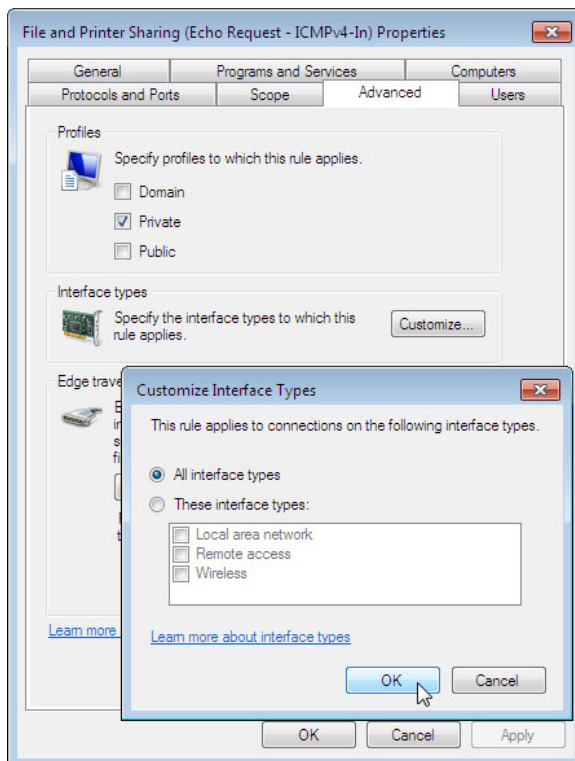 File and Printer Sharing (Echo Request - ICMPv4-In) Properties
General Programs and Services Computers
Protocols and Ports Scope Advanced Users
Profiles
Specify profiles to which this rule applies.
Domain
Private
Public
Interface types
Specify the interface types to which this
rule applies.
Customize...
Edge trave
Customize Interface Types
This rule applies to connections on the following interface types.
All interface types
These interface types:
Local area network
Remote access
Wireless
Learn more about interface types
OK Cancel
Learn more
OK Cancel Apply